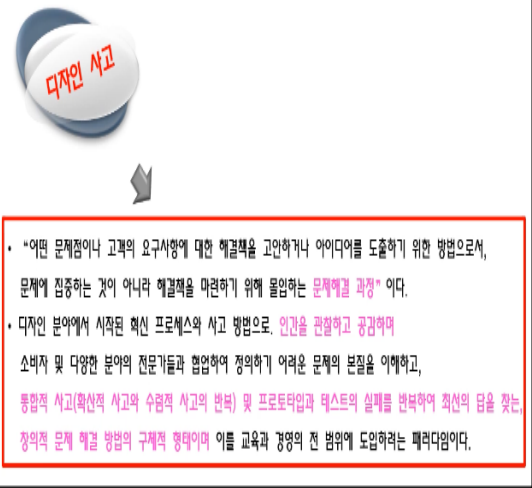 디자인 사고
• “어떤 문제점이나 고객의 요구사항에 대한 해결책을 고안하거나 아이디어를 도출하기 위한 방법으로서,
문제에 집중하는 것이 아니라 해결책을 마련하기 위해 몰입하는 문제해결 과정” 이다.
• 디자인 분야에서 시작된 혁신 프로세스와 사고 방법으로. 인간을 관찰하고 공감하며
소비자 및 다양한 분야의 전문가들과 협업하여 정의하기 어려운 문제의 본질을 이해하고,
통합적 사고(확산적 사고와 수렴적 사고의 반복) 및 프로토타입과 테스트의 실패를 반복하여 최선의 답을 찾는,
창의적 문제 해결 방법의 구체적 형태이며 이를 교육과 경영의 전 범위에 도입하려는 패러다임이다.